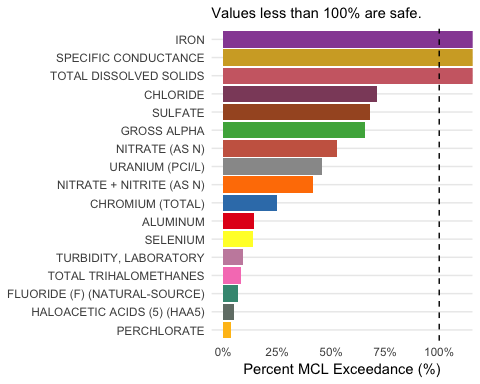 Values less than 100% are safe.
IRON
SPECIFIC CONDUCTANCE
TOTAL DISSOLVED SOLIDS
CHLORIDE
SULFATE
GROSS ALPHA
NITRATE (AS N)
URANIUM (PCI/L)
NITRATE + NITRITE (AS N)
CHROMIUM (TOTAL)
ALUMINUM
SELENIUM
TURBIDITY, LABORATORY
TOTAL TRIHALOMETHANES
FLUORIDE (F) (NATURAL-SOURCE)
HALOACETIC ACIDS (5) (HAA5)
PERCHLORATE
0% 25% 50% 75% 100%
Percent MCL Exceedance (%)